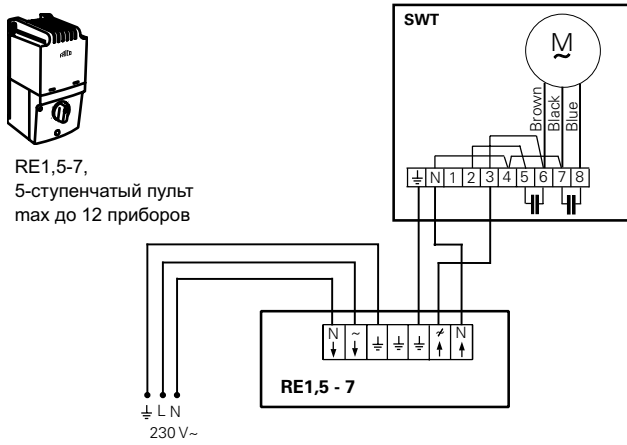 FRICO
RE1,5-7,
5-ступенчатый пульт
max до 12 приборов
SWT
M
~
Brown
Black
Blue
N 1 2 3 4 5 6 7 8
N ~ N
RE1,5 - 7
L N
230 V~